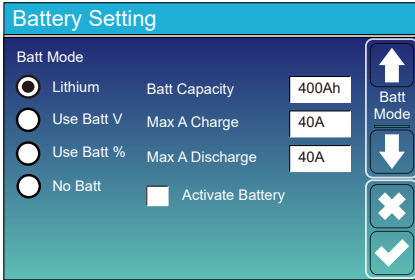 Battery Setting
Batt Mode
Lithium
Batt Capacity
400Ah
Use Batt V
Max A Charge
40A
Use Batt %
Max A Discharge
40A
No Batt
Activate Battery
Batt
Mode